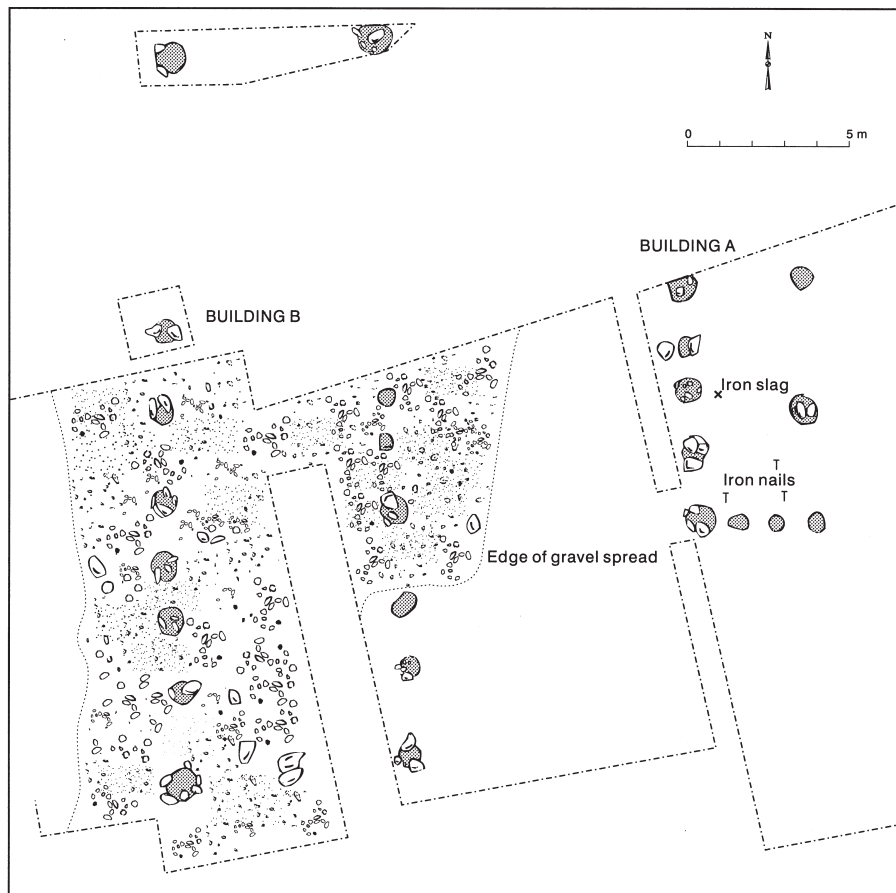 N
0 5 m
BUILDING A
BUILDING B
Iron slag
Iron nails
Edge of gravel spread